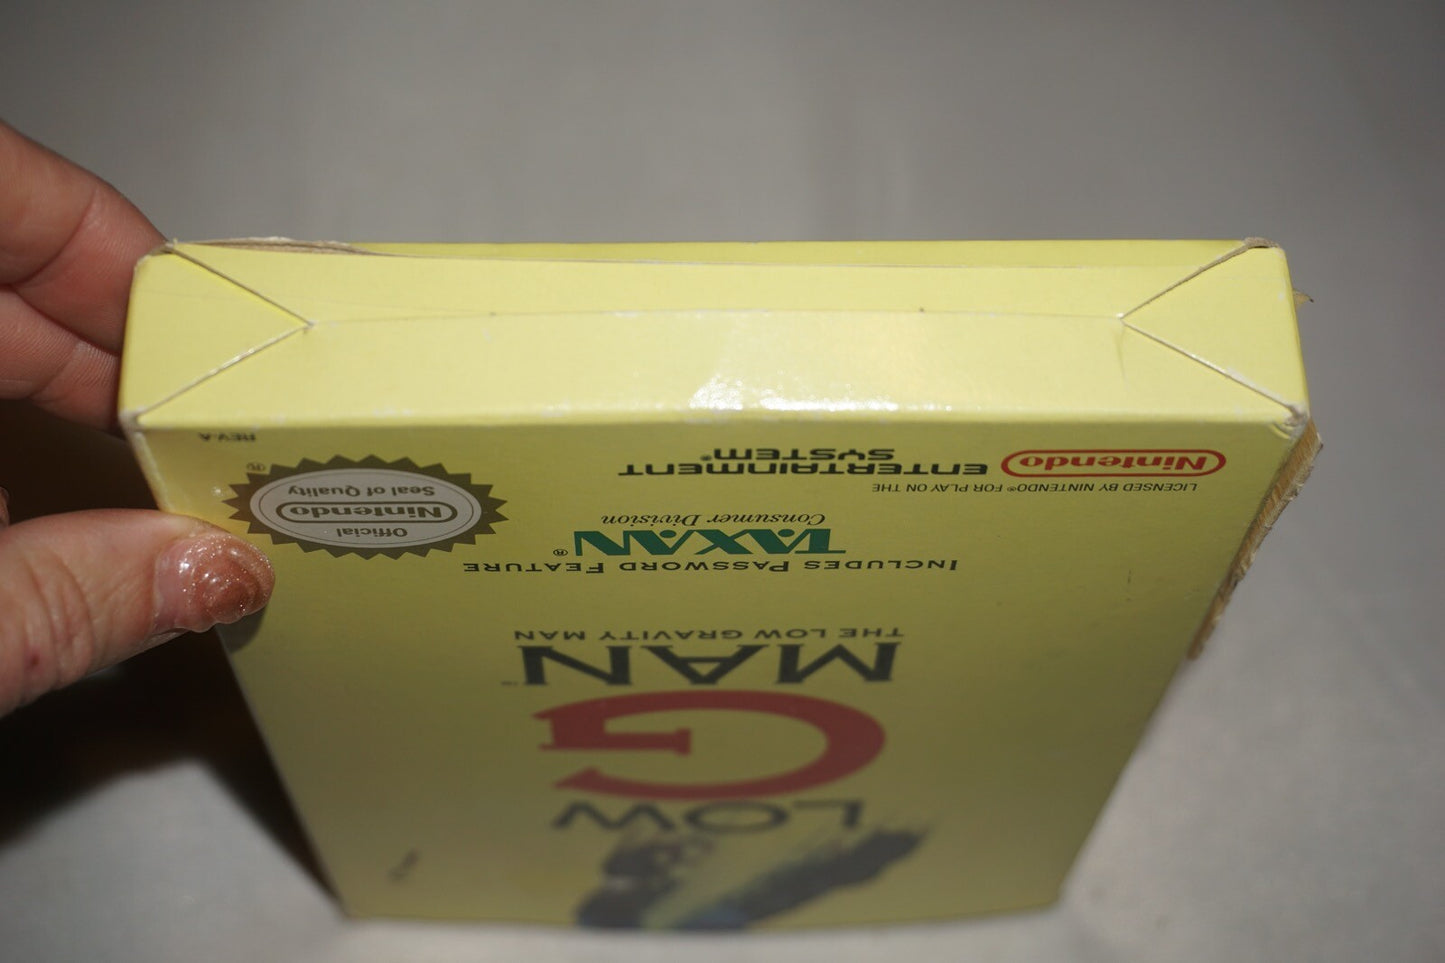 LOW
G
MAN™
THE LOW GRAVITY MAN
INCLUDES PASSWORD FEATURE
TAXAN®
Consumer Division
LICENSED BY NINTENDO® FOR PLAY ON THE
Nintendo ENTERTAINMENT
SYSTEM®
Official
Nintendo
Seal of Quality
®
REV-A